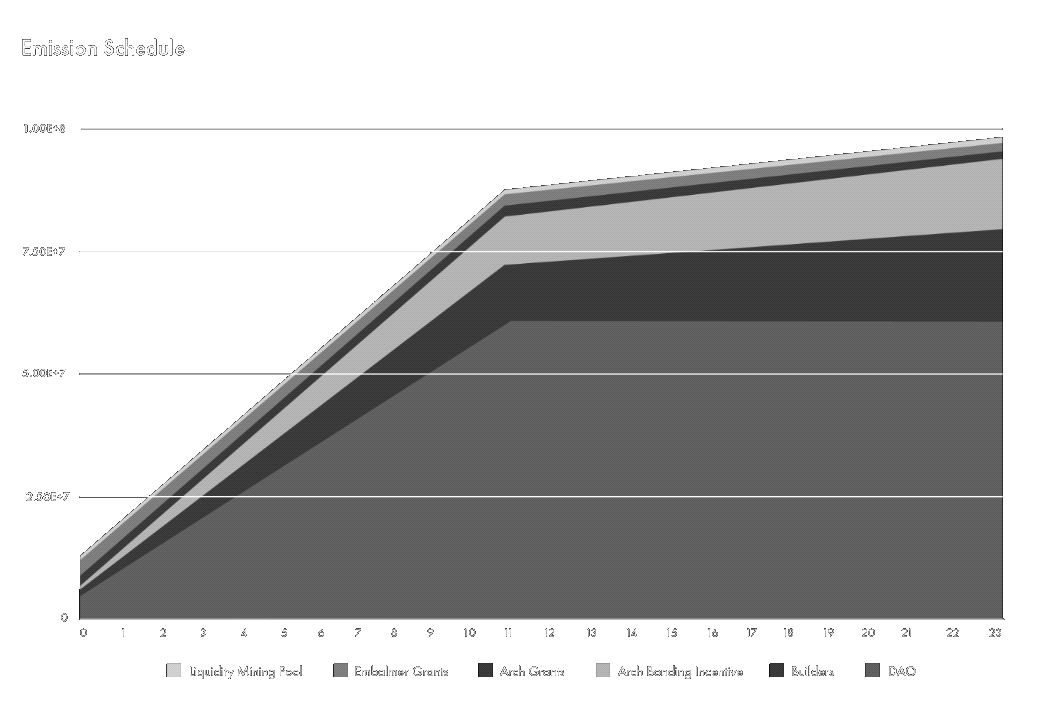 Emission Schedule
1.00E+8
7.50E+7
5.00E+7
2.50E+7
0
0 1 2 3 4 5 6 7 8 9 10 11 12 13 14 15 16 17 18 19 20 21 22 23
Liquidity Mining Pool Embalmer Grants Arch Grants Arch Bonding Incentive Builders DAO